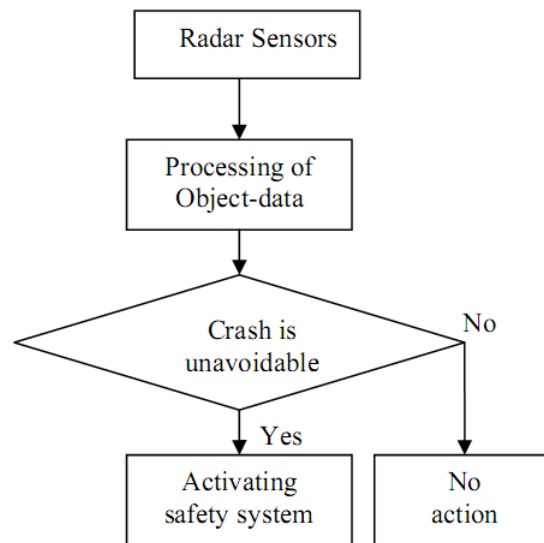 Radar Sensors
Processing of
Object-data
Crash is
unavoidable
No
Yes
Activating
safety system
No
action